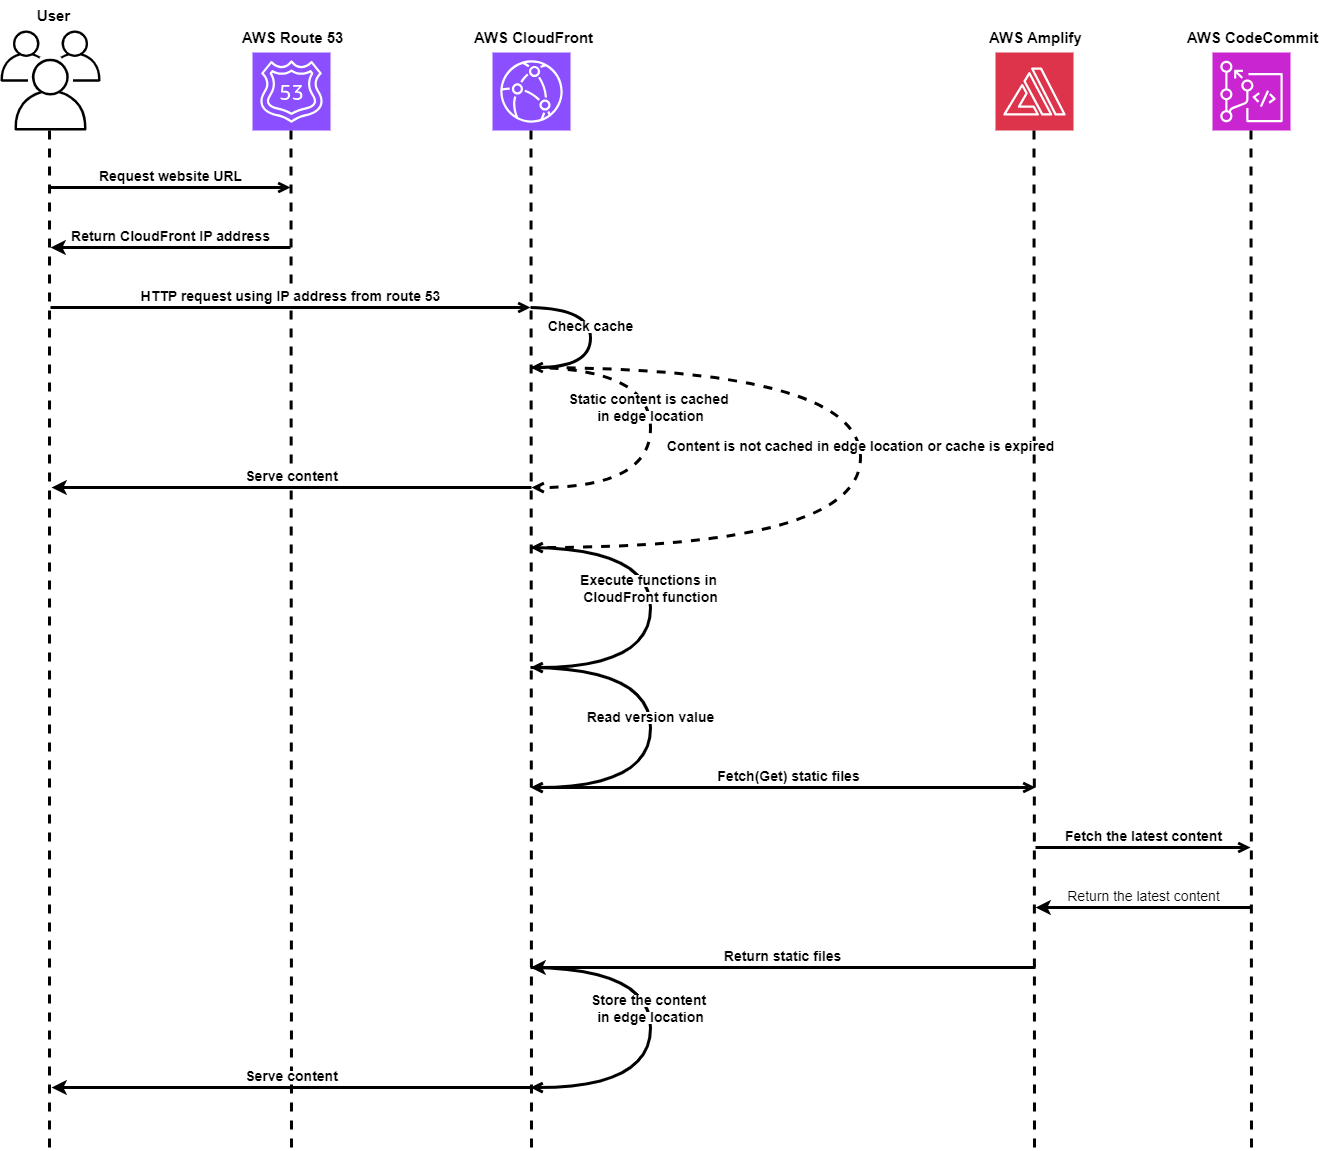 User
AWS Route 53
AWS CloudFront
AWS Amplify
AWS CodeCommit
53
</>
Request website URL
Return CloudFront IP address
HTTP request using IP address from route 53
Check cache
Static content is cached
in edge location
Content is not cached in edge location or cache is expired
Serve content
Execute functions in
CloudFront function
Read version value
Fetch(Get) static files
Fetch the latest content
Return the latest content
Return static files
Store the content
in edge location
Serve content